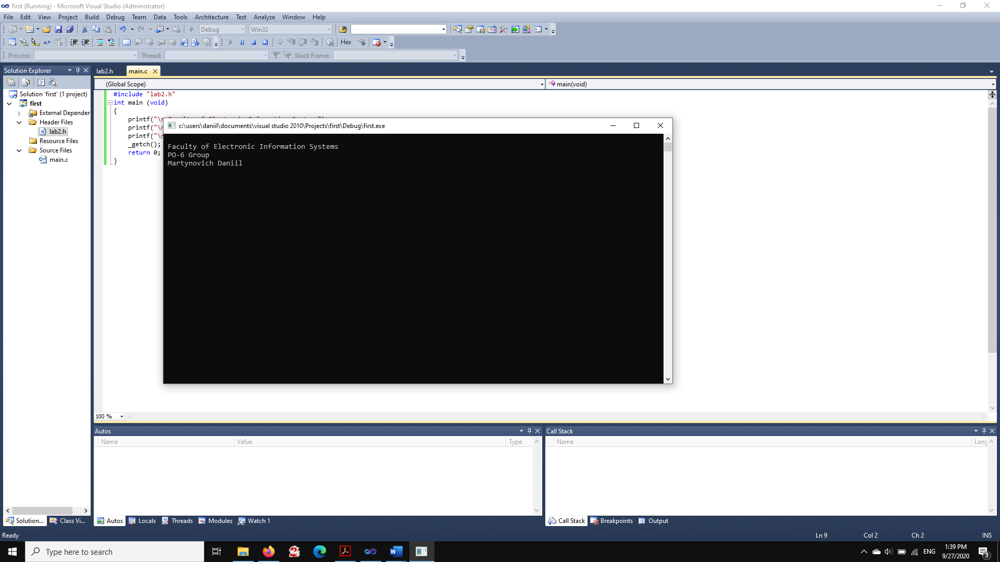 first (Running) - Microsoft Visual Studio (Administrator)
File Edit View Project Build Debug Team Data Tools Architecture Test Analyze Window Help
Debug Win32
Hex
Process: Thread: Stack Frame:
Solution Explorer
lab2.h main.c
(Global Scope) main(void)
Solution 'first' (1 project)
first
External Dependen
Header Files
lab2.h
Resource Files
Source Files
main.c
#include "lab2.h"
int main (void)
{
printf("\n Faculty of Electronic Information Systems");
printf("\n
printf("\n
_getch();
return 0;
}
c:\users\daniil\documents\visual studio 2010\Projects\first\Debug\first.exe
Faculty of Electronic Information Systems
PO-6 Group
Martynovich Daniil
100 %
Autos
Name Value Type
Call Stack
Name Lang
Solution... Class Vi...
Autos Locals Threads Modules Watch 1
Call Stack Breakpoints Output
Ready Ln 9 Col 2 Ch 2 INS
Type here to search
ENG
1:39 PM
9/27/2020
3